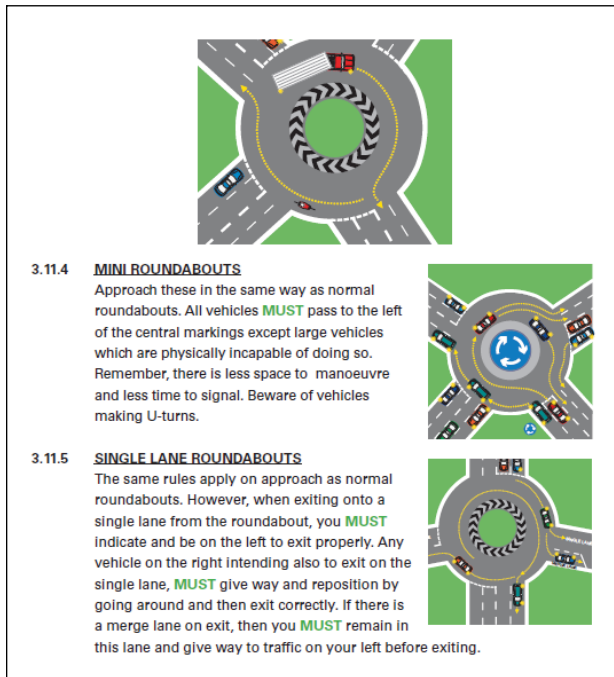 3.11.4 MINI ROUNDABOUTS
Approach these in the same way as normal
roundabouts. All vehicles MUST pass to the left
of the central markings except large vehicles
which are physically incapable of doing so.
Remember, there is less space to manoeuvre
and less time to signal. Beware of vehicles
making U-turns.
3.11.5 SINGLE LANE ROUNDABOUTS
The same rules apply on approach as normal
roundabouts. However, when exiting onto a
single lane from the roundabout, you MUST
indicate and be on the left to exit properly. Any
vehicle on the right intending also to exit on the
single lane, MUST give way and reposition by
going around and then exit correctly. If there is
a merge lane on exit, then you MUST remain in
this lane and give way to traffic on your left before exiting.
SINGLE LANE